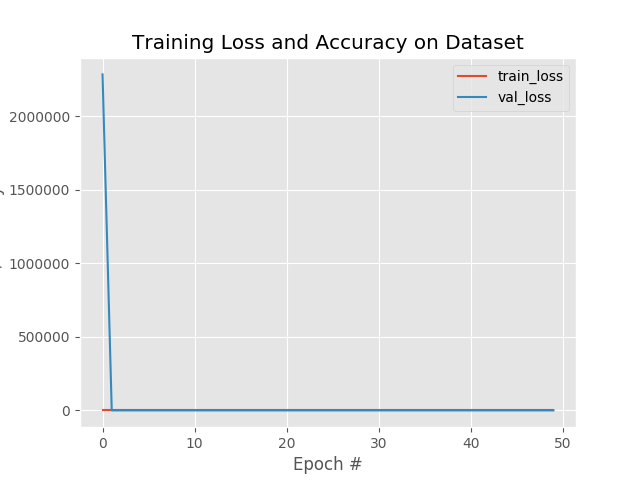 Training Loss and Accuracy on Dataset
train_loss
val_loss
2000000
1500000
1000000
500000
0
0 10 20 30 40 50
Epoch #